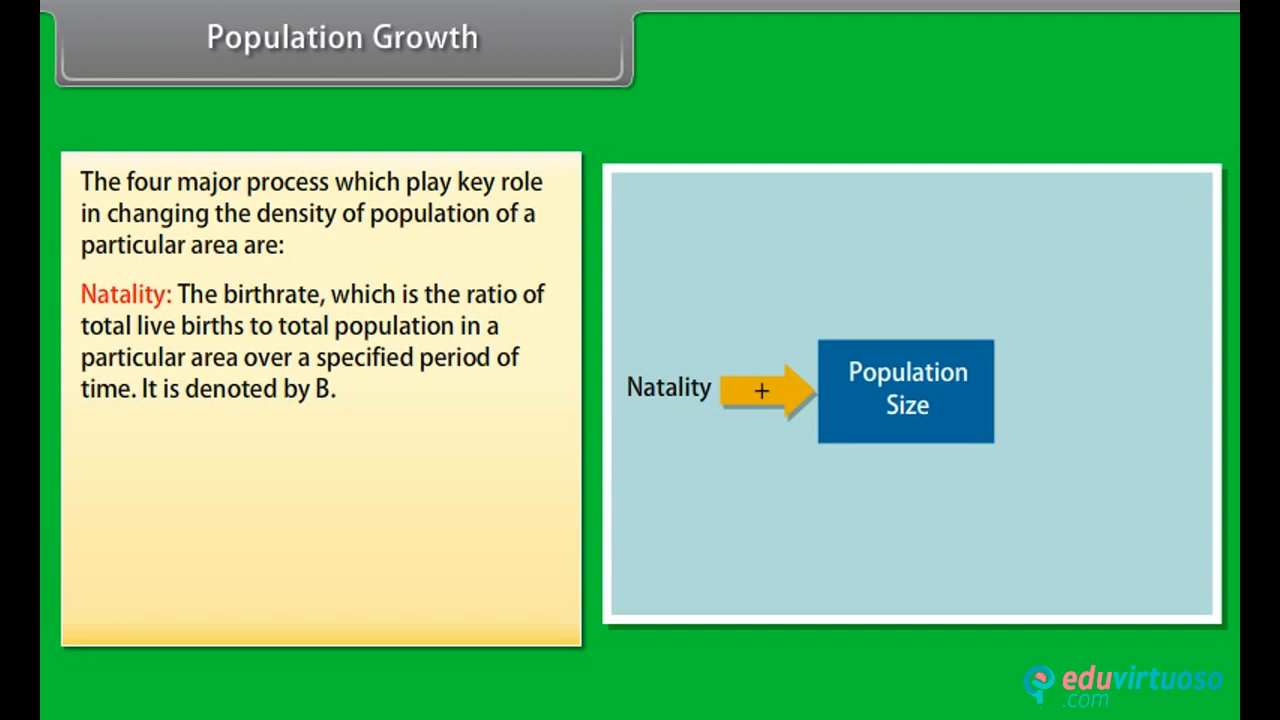 Population Growth
The four major process which play key role
in changing the density of population of a
particular area are:
Natality: The birthrate, which is the ratio of
total live births to total population in a
particular area over a specified period of
time. It is denoted by B.
Natality
+
Population
Size
eduvirtuoso
.com